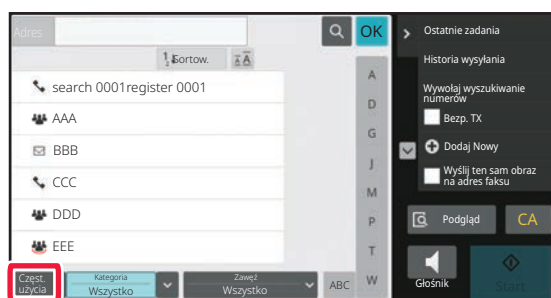 Adres
OK
1 Sortow.
A
search 0001register 0001
AAA
D
BBB
G
CCC
J
DDD
M
EEE
P
T
W
Częst.
użycia
Kategoria
Wszystko
Zawęź
Wszystko
ABC
Ostatnie zadania
Historia wysyłania
Wywołaj wyszukiwanie
numerów
Bezp. TX
Dodaj Nowy
Wyślij ten sam obraz
na adres faksu
Podgląd
CA
Głośnik
Start